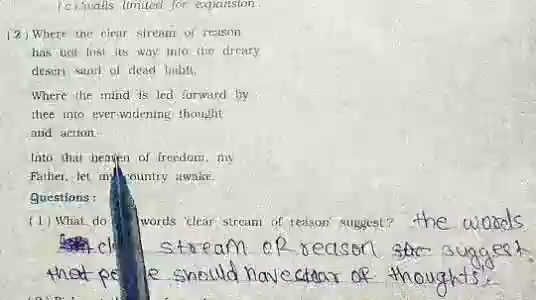 (c) walls limited for expansion.
(2) Where the clear stream of reason
has not lost its way into the dreary
desert sand of dead habit,
Where the mind is led forward by
thee into ever-widening thought
and action-
Into that heaven of freedom, my
Father, let my country awake.
Questions :
(1) What do words 'clear stream of reason' suggest? the words
stream of reason suggest
that should have clear of thoughts.